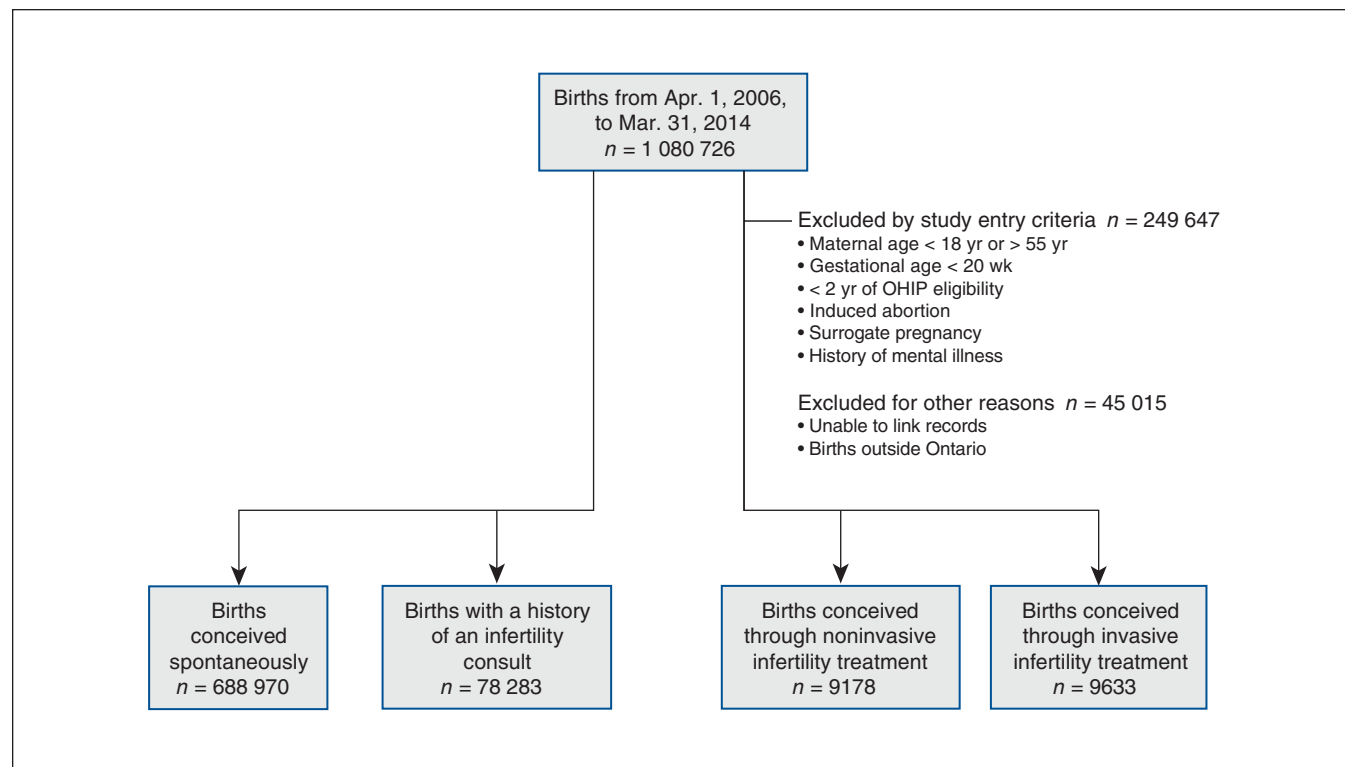 Births from Apr. 1, 2006,
to Mar. 31, 2014
n = 1 080 726
Excluded by study entry criteria n = 249 647
• Maternal age < 18 yr or > 55 yr
• Gestational age < 20 wk
• < 2 yr of OHIP eligibility
• Induced abortion
• Surrogate pregnancy
• History of mental illness
Excluded for other reasons n = 45 015
• Unable to link records
• Births outside Ontario
Births
conceived
spontaneously
n = 688 970
Births with a history
of an infertility
consult
n = 78 283
Births conceived
through noninvasive
infertility treatment
n = 9178
Births conceived
through invasive
infertility treatment
n = 9633